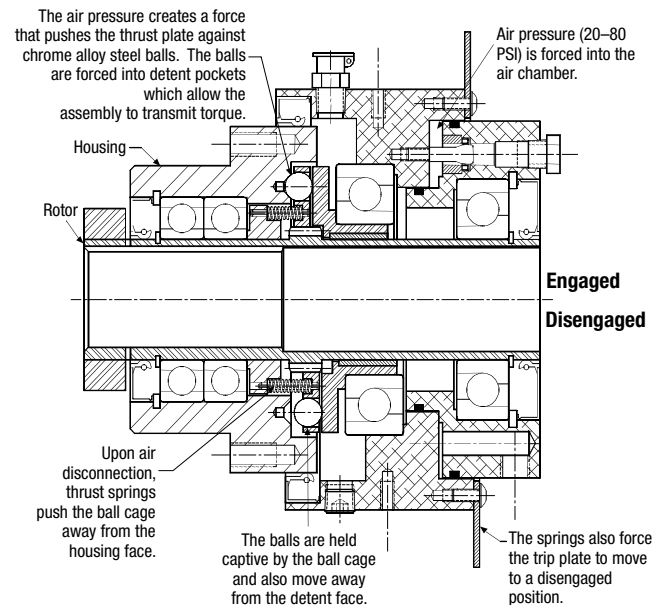 The air pressure creates a force
that pushes the thrust plate against
chrome alloy steel balls. The balls
are forced into detent pockets
which allow the
assembly to transmit torque.
Air pressure (20–80
PSI) is forced into the
air chamber.
Housing
Rotor
Engaged
Disengaged
Upon air
disconnection,
thrust springs
push the ball cage
away from the
housing face.
The balls are held
captive by the ball cage
and also move away
from the detent face.
The springs also force
the trip plate to move
to a disengaged
position.